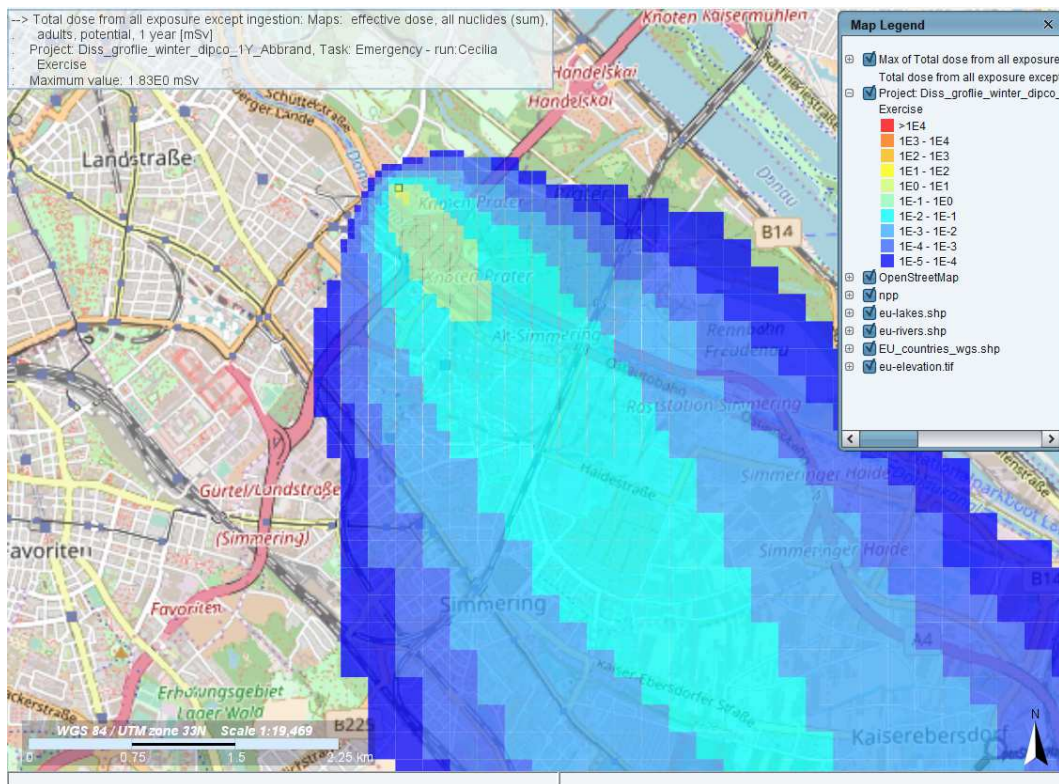 --> Total dose from all exposure except ingestion: Maps: effective dose, all nuclides (sum),
adults, potential, 1 year [mSv]
Project: Diss_groflie_winter_dipco_1Y_Abbrand, Task: Emergency - run:Cecilia
Exercise
Maximum value: 1.83E0 mSv
Knoten Kaisermühlen
Handelskai
Handelskai
Schüttelstraße
Landstraße
Prater
Knoten Prater
Knoten Prater
B14
Donau
Alt-Simmering
Rennbahn
Freudenau
Ostautobahn
Raststation Simmering
Simmeringer Haide
4
Haidestraße
Gürtel/Landstraße
(Simmering)
Favoriten
Simmeringer Haide
Simmering
Favoriten
B14
A4
Erholungsgebiet
Laaer Wald
Kaiser-Ebersdorfer Straße
B225
Kaiserebersdorf
WGS 84 / UTM zone 33N Scale 1:19,469
0 0.75 1.5 2.25 km
N
Map Legend
Max of Total dose from all exposure
Total dose from all exposure except
Project: Diss_groflie_winter_dipco_
Exercise
>1E4
1E3 - 1E4
1E2 - 1E3
1E1 - 1E2
1E0 - 1E1
1E-1 - 1E0
1E-2 - 1E-1
1E-3 - 1E-2
1E-4 - 1E-3
1E-5 - 1E-4
OpenStreetMap
npp
eu-lakes.shp
eu-rivers.shp
EU_countries_wgs.shp
eu-elevation.tif